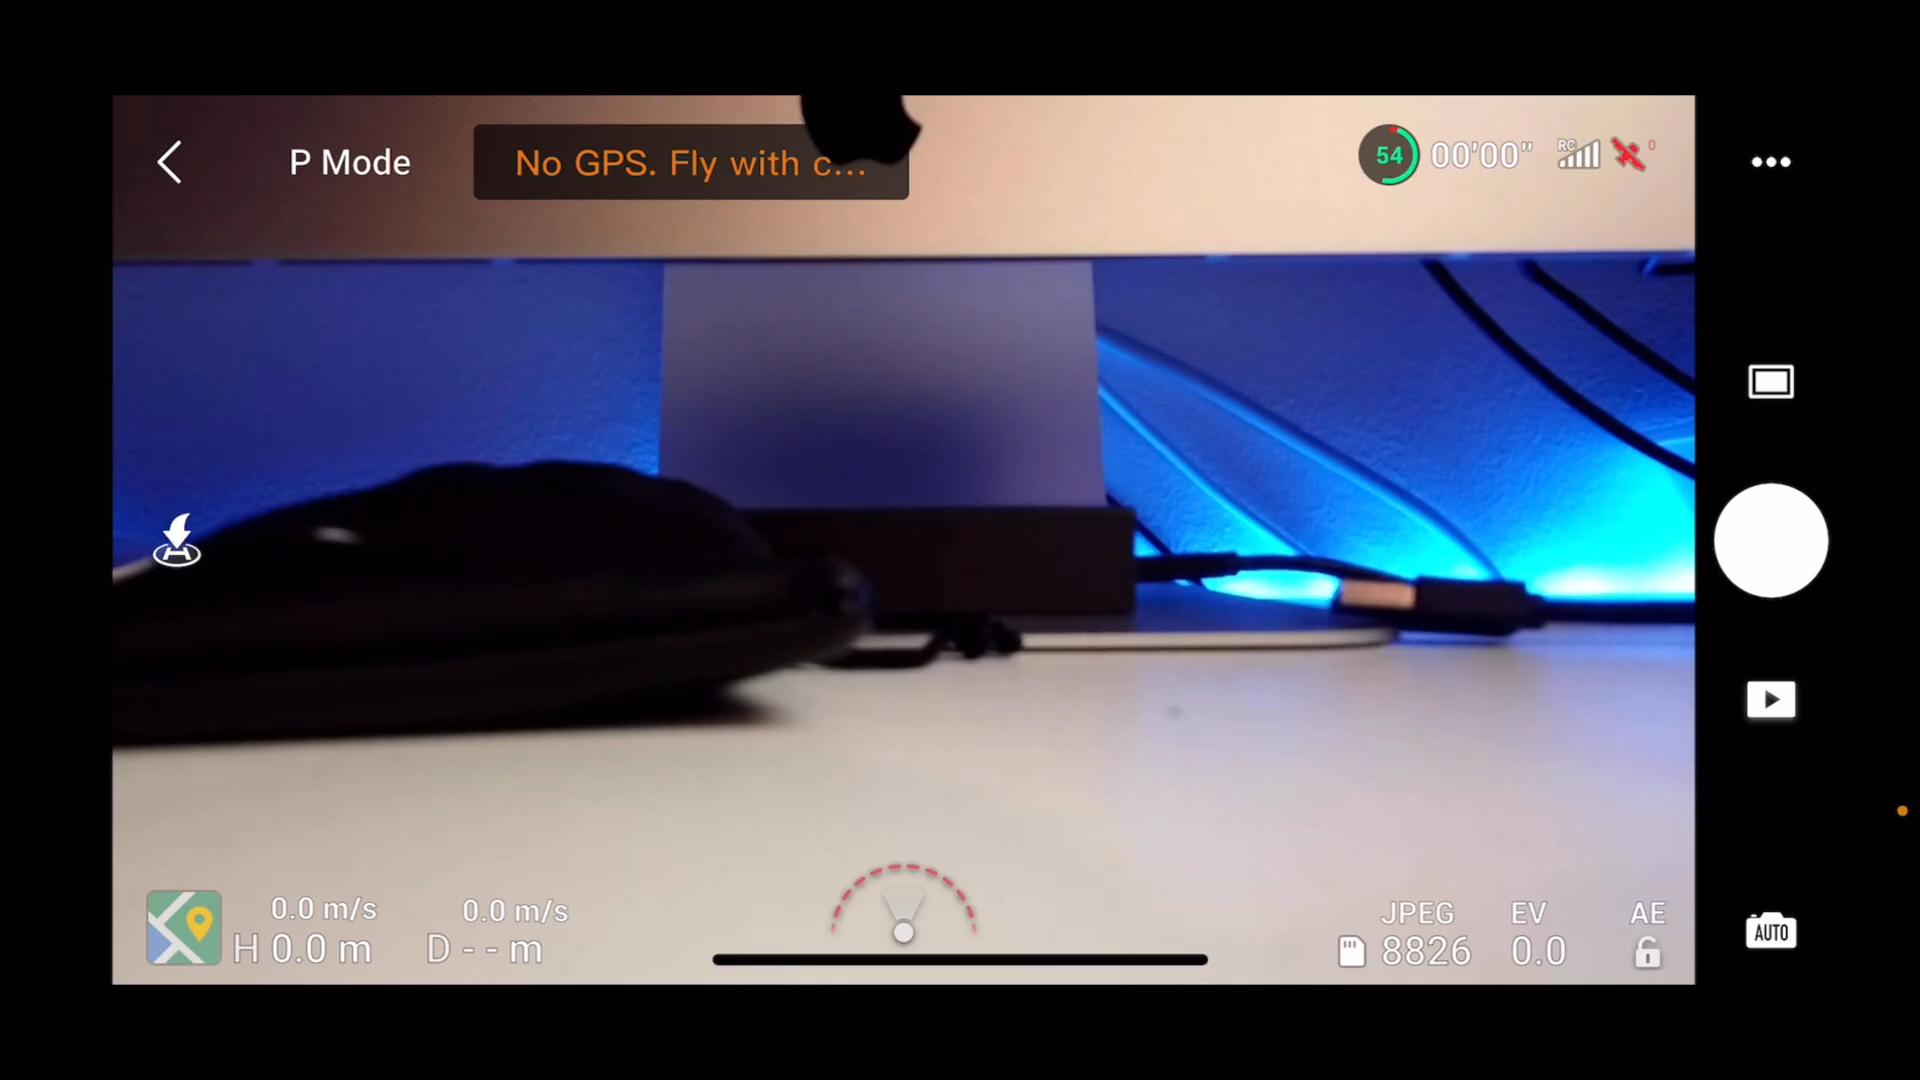 P Mode
No GPS. Fly with c...
54
00'00"
RC
0
0.0 m/s
0.0 m/s
H 0.0 m
D - - m
JPEG
EV
AE
8826
0.0
AUTO